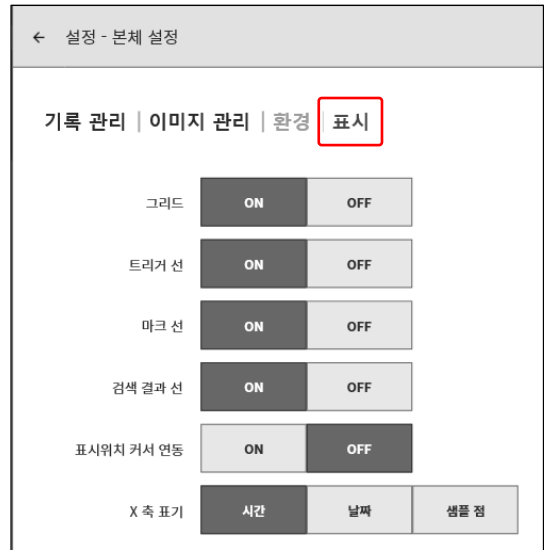 ← 설정 - 본체 설정
기록 관리 | 이미지 관리 | 환경 | 표시
그리드 ON OFF
트리거 선 ON OFF
마크 선 ON OFF
검색 결과 선 ON OFF
표시위치 커서 연동 ON OFF
X 축 표기 시간 날짜 샘플 점